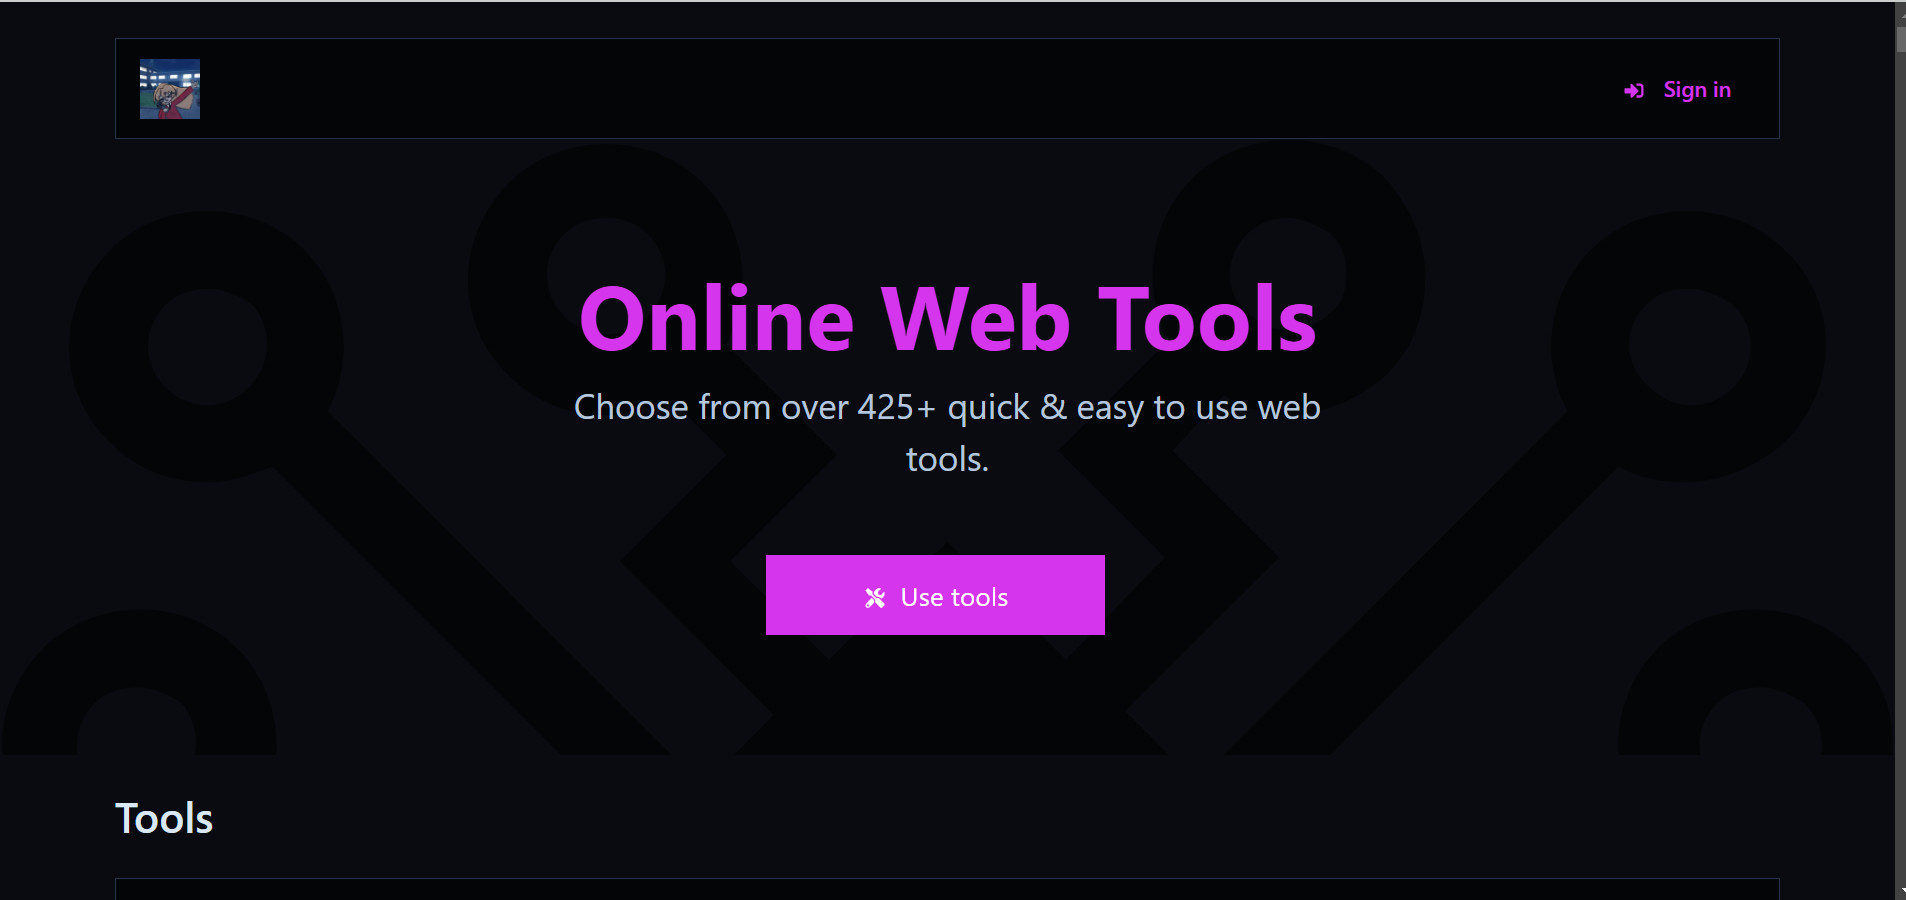 Sign in
Online Web Tools
Choose from over 425+ quick & easy to use web
tools.
Use tools
Tools